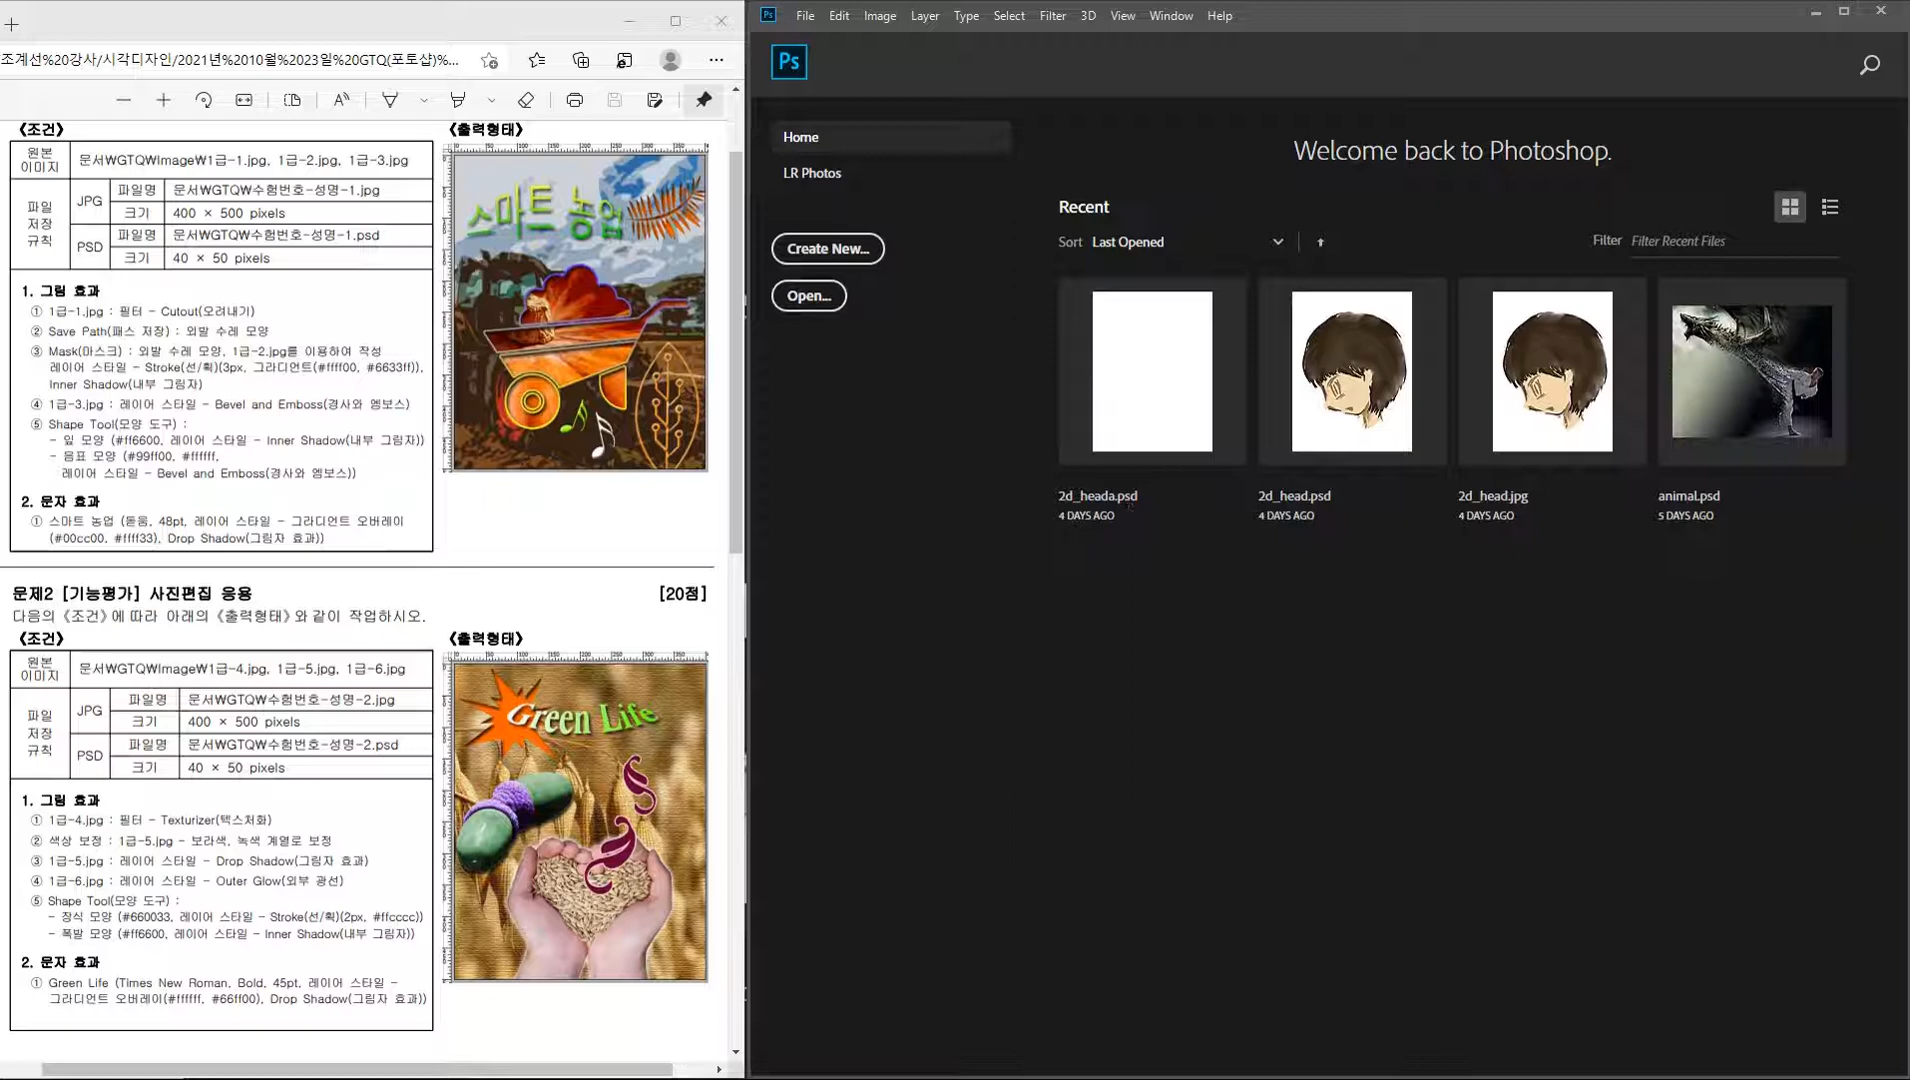 조계선%20강사/시각디자인/2021년%2010월%2023일%20GTQ(포토샵)%...
《조건》
《출력형태》
원본
이미지
문서₩GTQ₩Image₩1급-1.jpg, 1급-2.jpg, 1급-3.jpg
파일
저장
규칙
JPG
파일명
문서₩GTQ₩수험번호-성명-1.jpg
크기
400 × 500 pixels
PSD
파일명
문서₩GTQ₩수험번호-성명-1.psd
크기
40 × 50 pixels
1. 그림 효과
① 1급-1.jpg : 필터 - Cutout(오려내기)
② Save Path(패스 저장) : 외발 수레 모양
③ Mask(마스크) : 외발 수레 모양, 1급-2.jpg를 이용하여 작성
레이어 스타일 - Stroke(선/획)(3px, 그라디언트(#ffff00, #6633ff)),
Inner Shadow(내부 그림자)
④ 1급-3.jpg : 레이어 스타일 - Bevel and Emboss(경사와 엠보스)
⑤ Shape Tool(모양 도구) :
- 잎 모양 (#ff6600, 레이어 스타일 - Inner Shadow(내부 그림자))
- 음표 모양 (#99ff00, #ffffff,
레이어 스타일 - Bevel and Emboss(경사와 엠보스))
2. 문자 효과
① 스마트 농업 (돋움, 48pt, 레이어 스타일 - 그라디언트 오버레이
(#00cc00, #ffff33), Drop Shadow(그림자 효과))
스마트 농업
문제2 [기능평가] 사진편집 응용
[20점]
다음의 《조건》에 따라 아래의 《출력형태》와 같이 작업하시오.
《조건》
《출력형태》
원본
이미지
문서₩GTQ₩Image₩1급-4.jpg, 1급-5.jpg, 1급-6.jpg
파일
저장
규칙
JPG
파일명
문서₩GTQ₩수험번호-성명-2.jpg
크기
400 × 500 pixels
PSD
파일명
문서₩GTQ₩수험번호-성명-2.psd
크기
40 × 50 pixels
1. 그림 효과
① 1급-4.jpg : 필터 - Texturizer(텍스처화)
② 색상 보정 : 1급-5.jpg - 보라색, 녹색 계열로 보정
③ 1급-5.jpg : 레이어 스타일 - Drop Shadow(그림자 효과)
④ 1급-6.jpg : 레이어 스타일 - Outer Glow(외부 광선)
⑤ Shape Tool(모양 도구) :
- 장식 모양 (#660033, 레이어 스타일 - Stroke(선/획)(2px, #ffcccc))
- 폭발 모양 (#ff6600, 레이어 스타일 - Inner Shadow(내부 그림자))
2. 문자 효과
① Green Life (Times New Roman, Bold, 45pt, 레이어 스타일 -
그라디언트 오버레이(#ffffff, #66ff00), Drop Shadow(그림자 효과))
Green Life
Ps File Edit Image Layer Type Select Filter 3D View Window Help
Ps
Home
LR Photos
Create New...
Open...
Welcome back to Photoshop.
Recent
Sort Last Opened
Filter Filter Recent Files
2d_heada.psd
4 DAYS AGO
2d_head.psd
4 DAYS AGO
2d_head.jpg
4 DAYS AGO
animal.psd
5 DAYS AGO